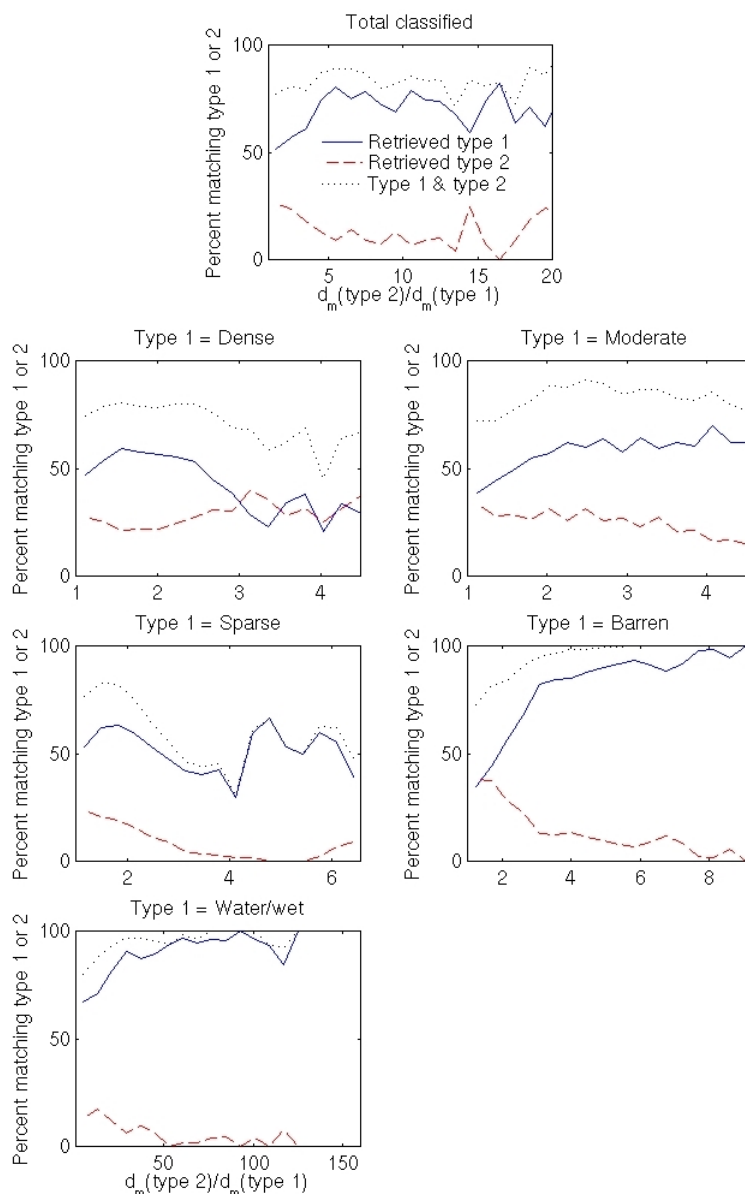 Total classified
Percent matching type 1 or 2
100
50
0
Retrieved type 1
Retrieved type 2
Type 1 & type 2
5 10 15 20
d_m(type 2)/d_m(type 1)
Type 1 = Dense
Percent matching type 1 or 2
100
50
0
1 2 3 4
Type 1 = Moderate
Percent matching type 1 or 2
100
50
0
1 2 3 4
Type 1 = Sparse
Percent matching type 1 or 2
100
50
0
2 4 6
Type 1 = Barren
Percent matching type 1 or 2
100
50
0
2 4 6 8
Type 1 = Water/wet
Percent matching type 1 or 2
100
50
0
50 100 150
d_m(type 2)/d_m(type 1)